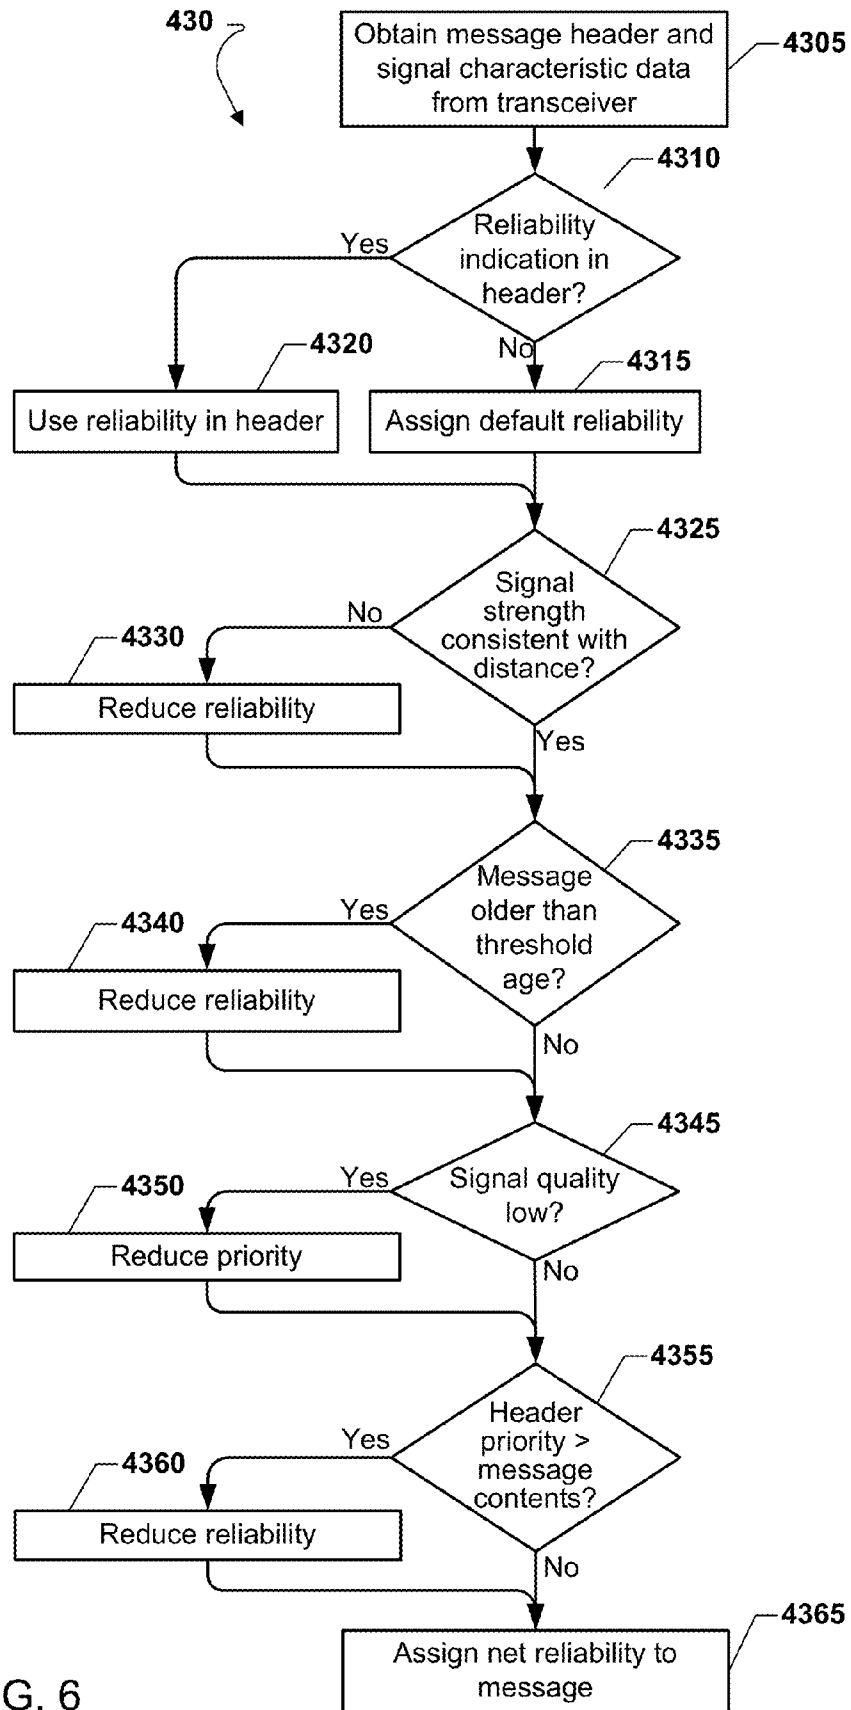 430
Obtain message header and
signal characteristic data
from transceiver
4305
4310
Reliability
indication in
header?
Yes
No
4320
4315
Use reliability in header
Assign default reliability
4325
Signal
strength
consistent with
distance?
No
4330
Reduce reliability
Yes
4335
Message
older than
threshold
age?
Yes
4340
Reduce reliability
No
4345
Signal quality
low?
Yes
4350
Reduce priority
No
4355
Header
priority >
message
contents?
Yes
4360
Reduce reliability
No
4365
Assign net reliability to
message
G. 6